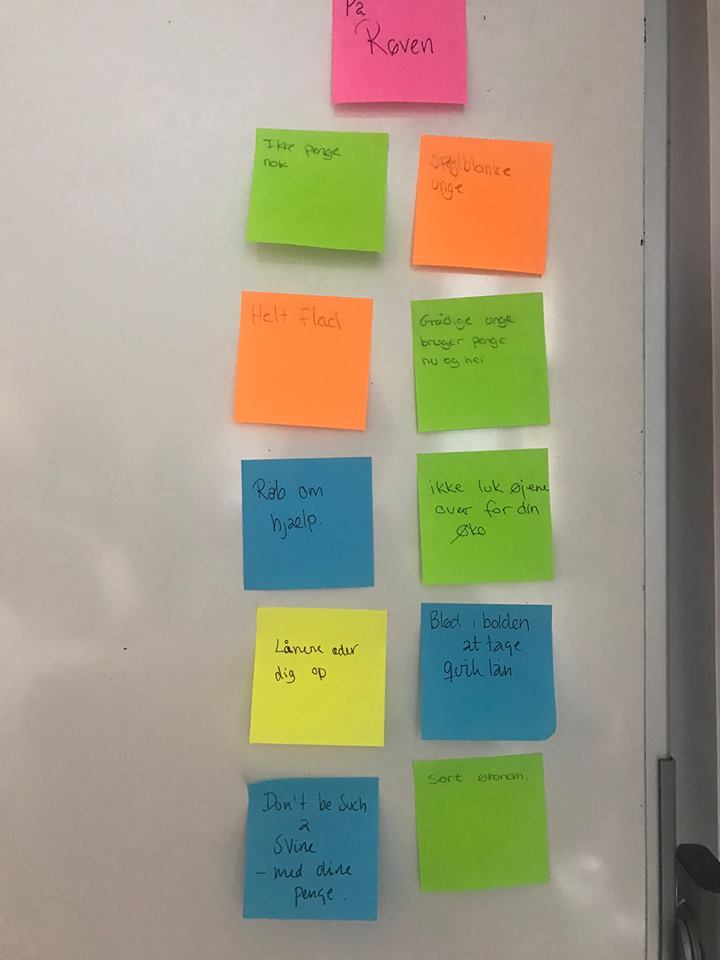 På
Røven
Ikke penge
nok
Spejlblanke
unge
Helt flad
Grådige unge
bruger penge
nu og her.
Råb om
hjælp.
ikke luk øjene
over for din
Øko
Lånene æder
dig op
Blød i bolden
at tage
quik lån
Don't be Such
a
Svine
- med dine
penge.
Sort økonom.